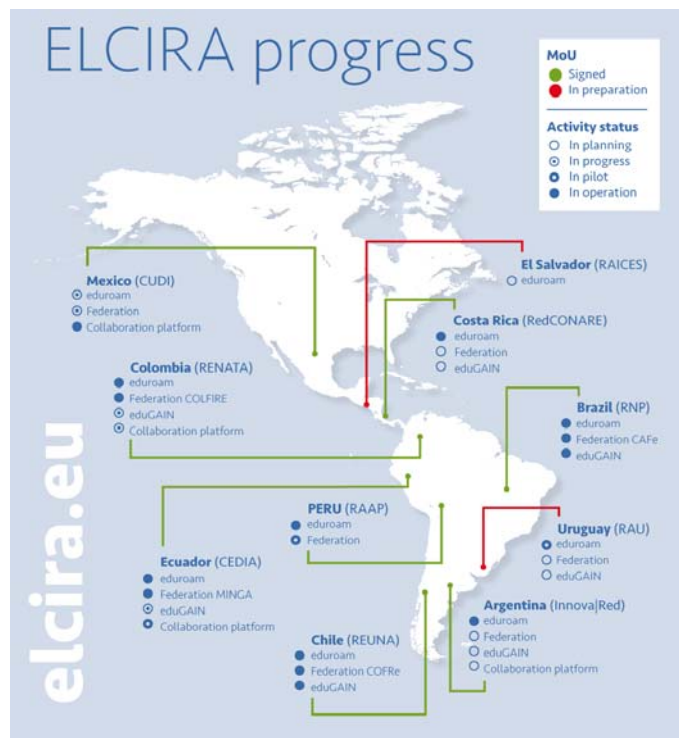 ELCIRA progress
MoU
Signed
In preparation
Activity status
In planning
In progress
In pilot
In operation
El Salvador (RAICES)
eduroam
Mexico (CUDI)
eduroam
Federation
Collaboration platform
Costa Rica (RedCONARE)
eduroam
Federation
eduGAIN
Colombia (RENATA)
eduroam
Federation COLFIRE
eduGAIN
Collaboration platform
Brazil (RNP)
eduroam
Federation CAFe
eduGAIN
PERU (RAAP)
eduroam
Federation
Uruguay (RAU)
eduroam
Federation
eduGAIN
Ecuador (CEDIA)
eduroam
Federation MINGA
eduGAIN
Collaboration platform
Argentina (Innova|Red)
eduroam
Federation
eduGAIN
Collaboration platform
Chile (REUNA)
eduroam
Federation COFRe
eduGAIN
elcira.eu